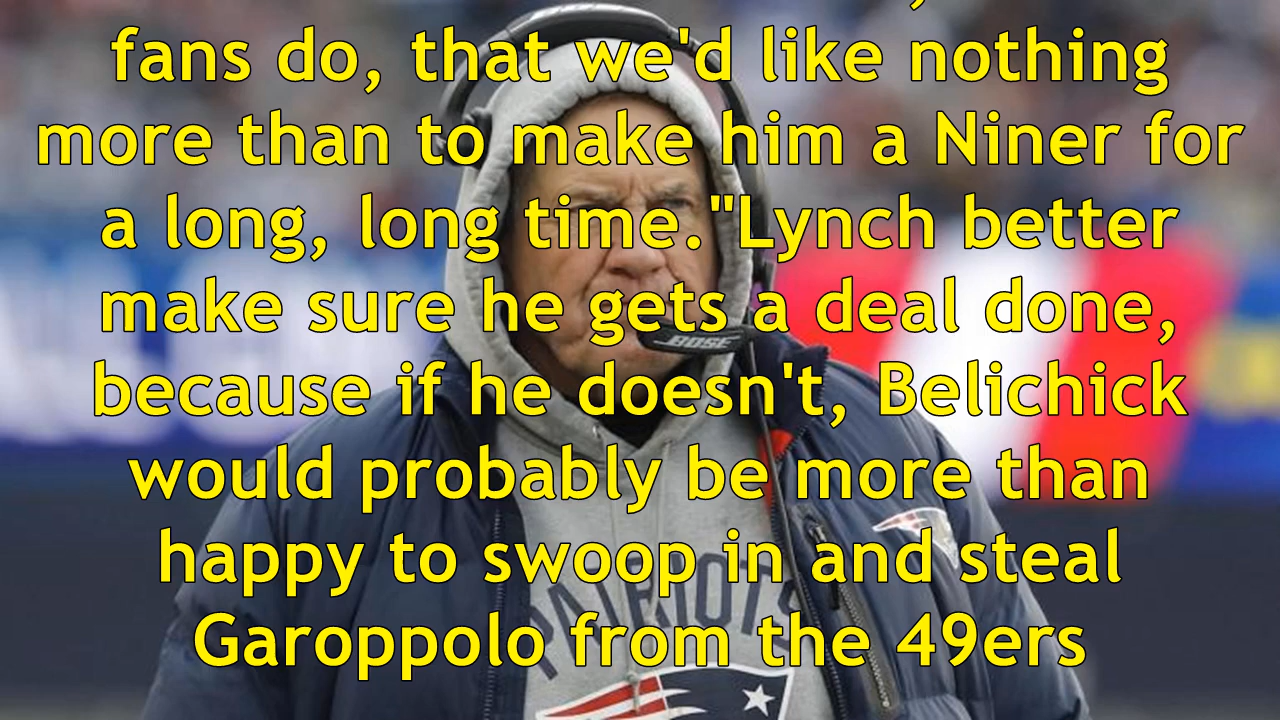 fans do, that we'd like nothing
more than to make him a Niner for
a long, long time."Lynch better
make sure he gets a deal done,
because if he doesn't, Belichick
would probably be more than
happy to swoop in and steal
Garoppolo from the 49ers
BOSE
PATRIOTS